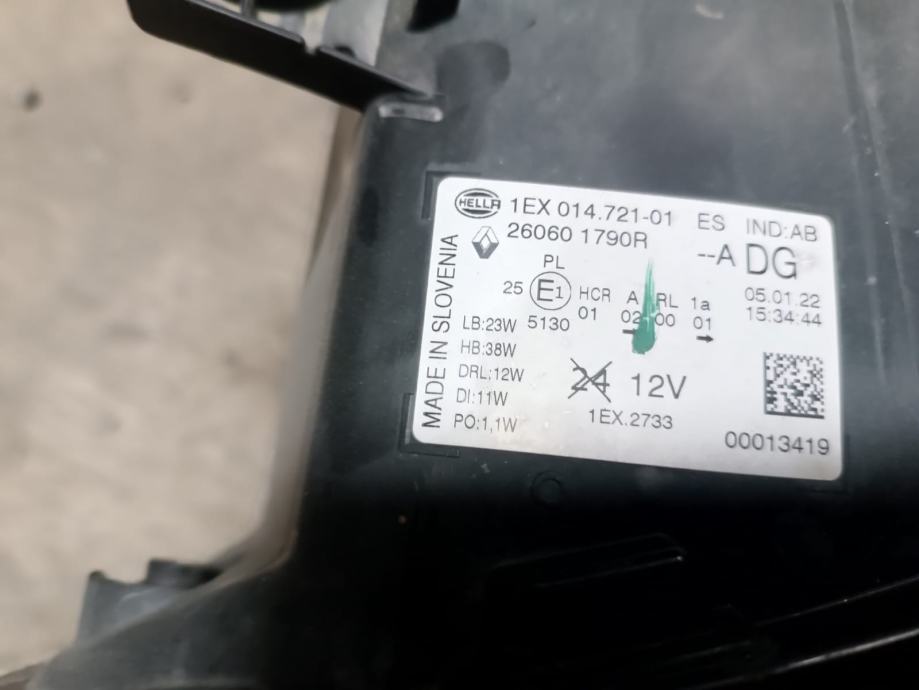 HELLA 1EX 014.721-01 ES IND:AB
26060 1790R --A DG
MADE IN SLOVENIA
PL
25 E1 HCR A RL 1a 05.01.22
5130 01 02 00 01 15:34:44
LB:23W
HB:38W
DRL:12W
DI:11W
PO:1,1W
24 12V
1EX.2733
00013419